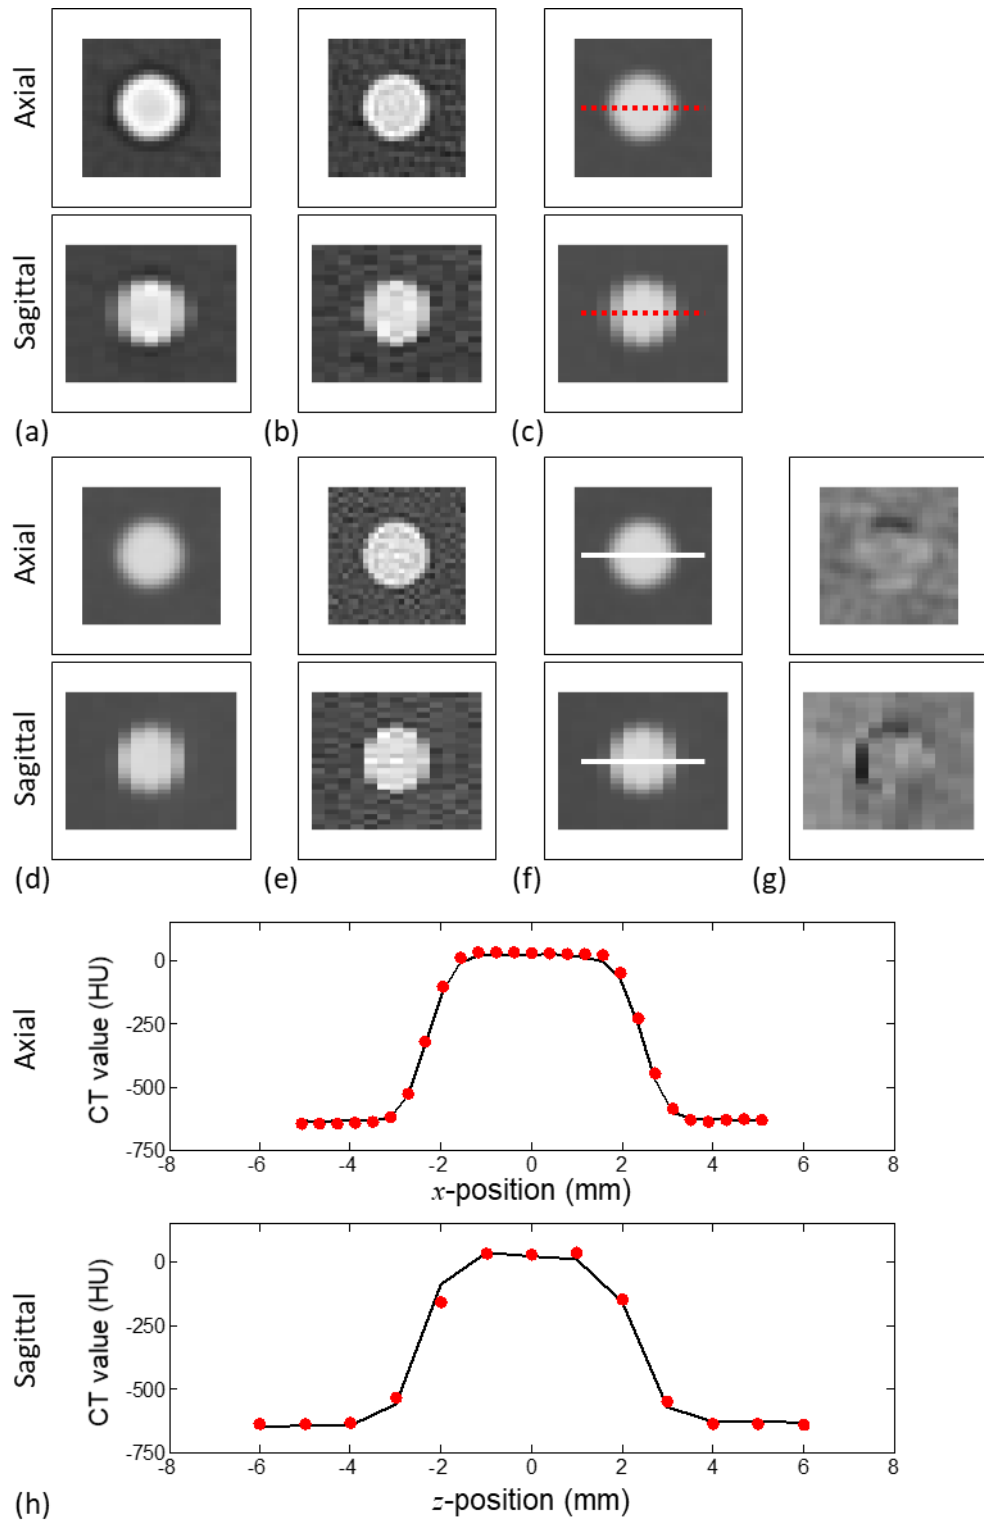 Axial
Sagittal
(a) (b) (c)
Axial
Sagittal
(d) (e) (f) (g)
Axial
CT value (HU)
0
-250
-500
-750
-8 -6 -4 -2 0 2 4 6 8
x-position (mm)
Sagittal
CT value (HU)
0
-250
-500
-750
-8 -6 -4 -2 0 2 4 6 8
z-position (mm)
(h)